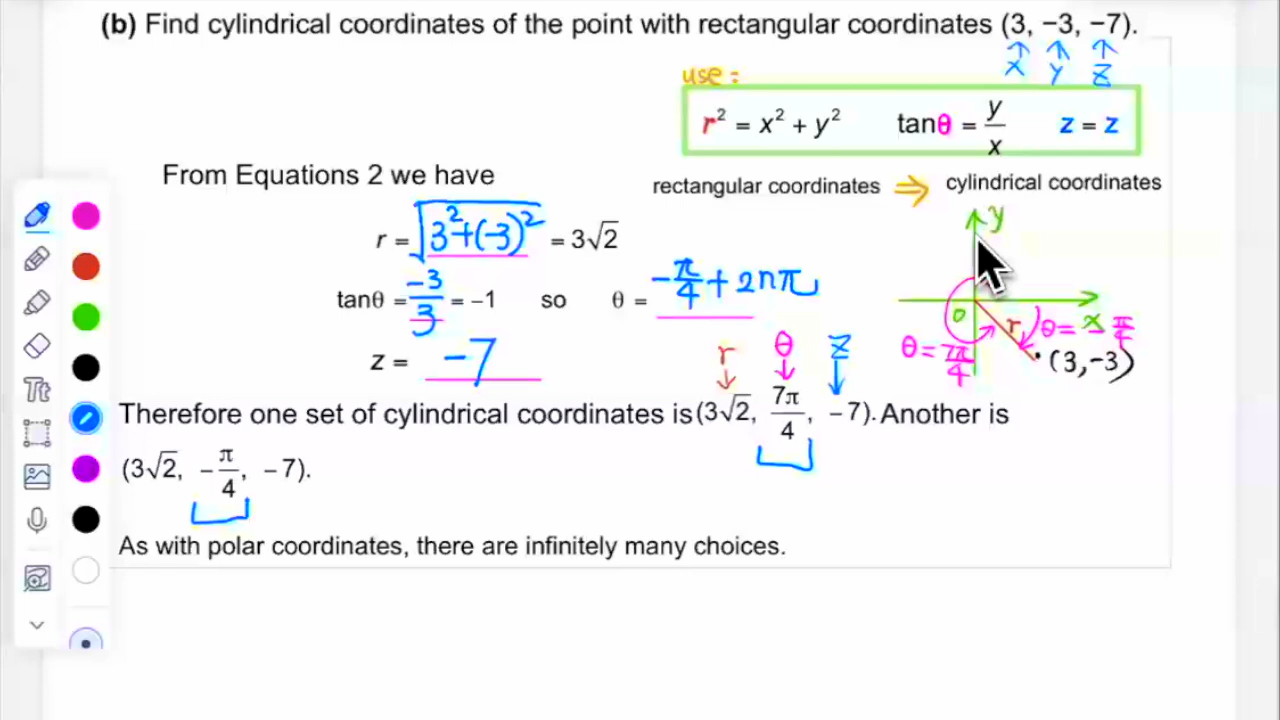 (b) Find cylindrical coordinates of the point with rectangular coordinates (3, −3, −7).
↑ ↑ ↑
x y z
use:
r² = x² + y² tanθ = y/x z = z
From Equations 2 we have
rectangular coordinates ⇒ cylindrical coordinates
r = √(3²+(−3)²) = 3√2
tanθ = −3/3 = −1 so θ = −π/4 + 2nπ
z = −7
y
0 r x
θ = −π/4
θ = 7π/4
(3,−3)
r θ z
↓ ↓ ↓
Therefore one set of cylindrical coordinates is (3√2, 7π/4, −7). Another is
(3√2, −π/4, −7).
As with polar coordinates, there are infinitely many choices.
Tt